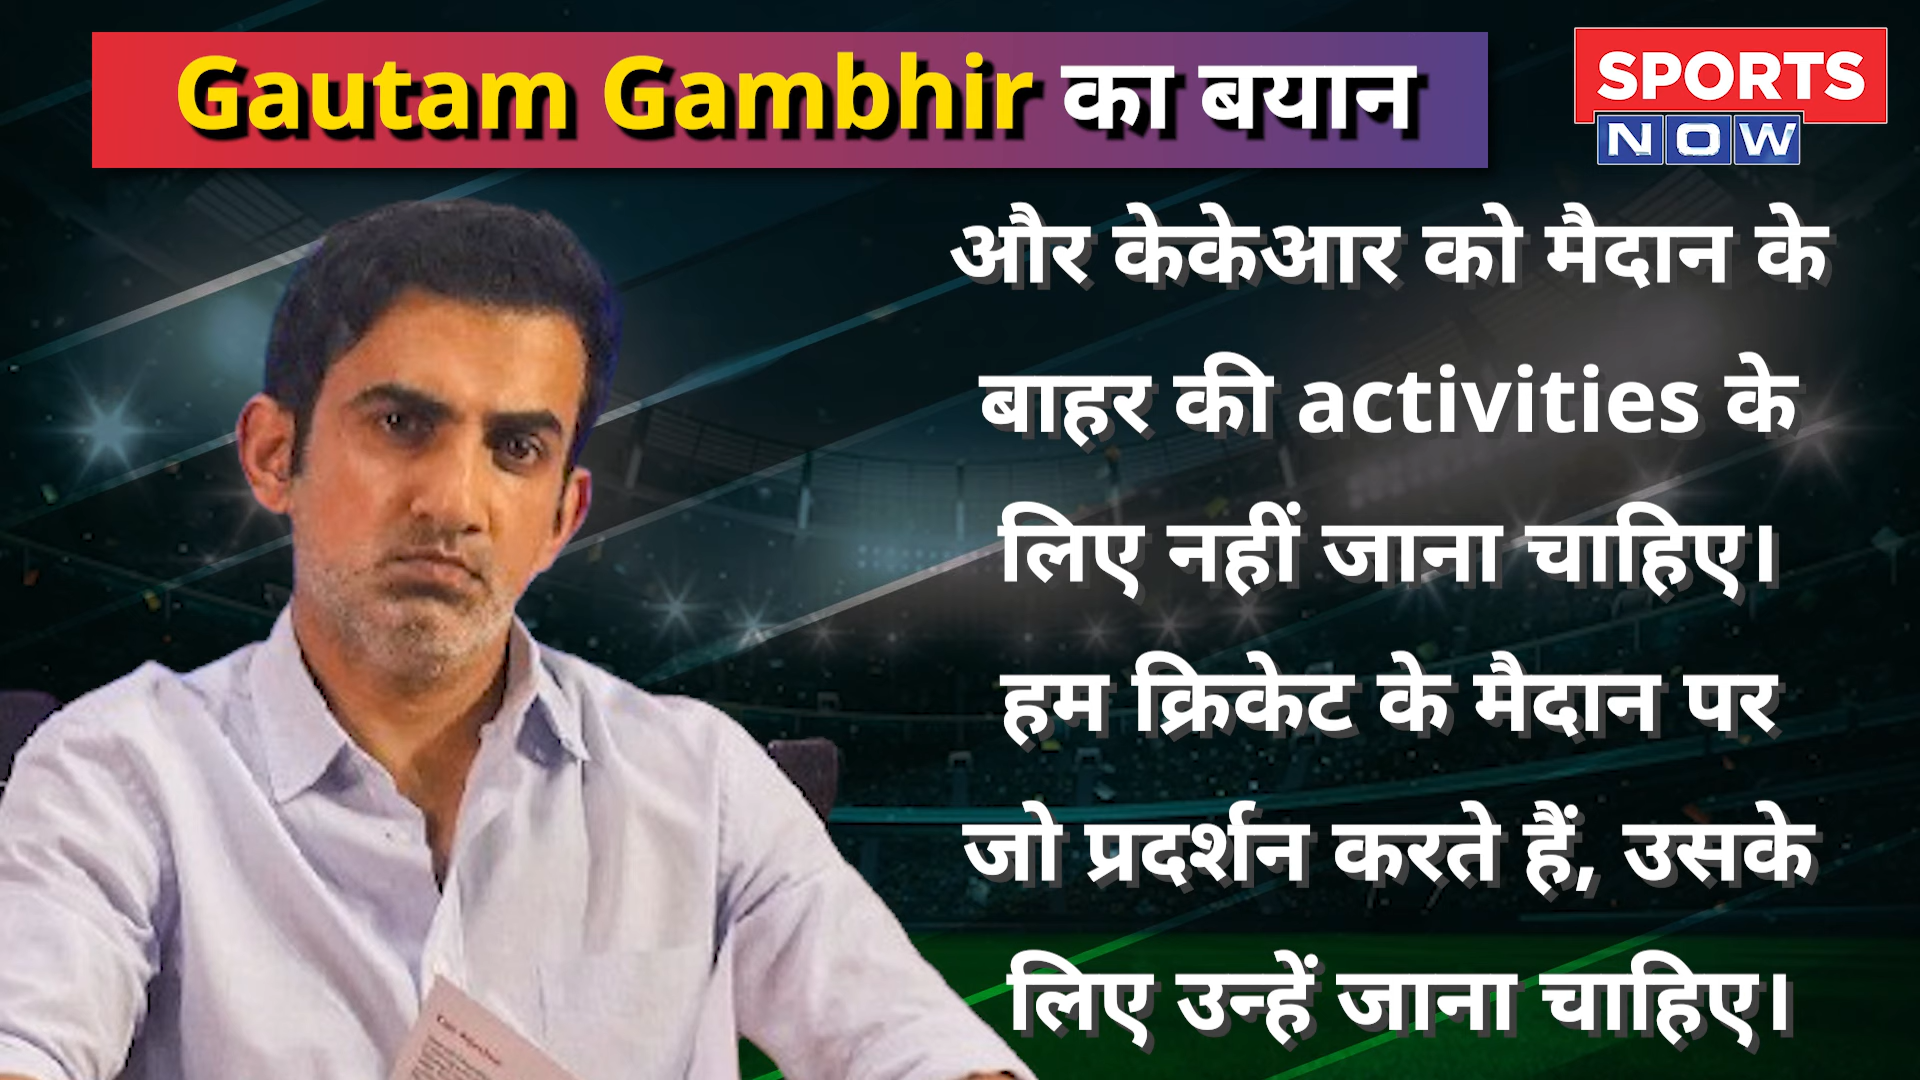 Gautam Gambhir का बयान
SPORTS
NOW
और केकेआर को मैदान के
बाहर की activities के
लिए नहीं जाना चाहिए।
हम क्रिकेट के मैदान पर
जो प्रदर्शन करते हैं, उसके
लिए उन्हें जाना चाहिए।